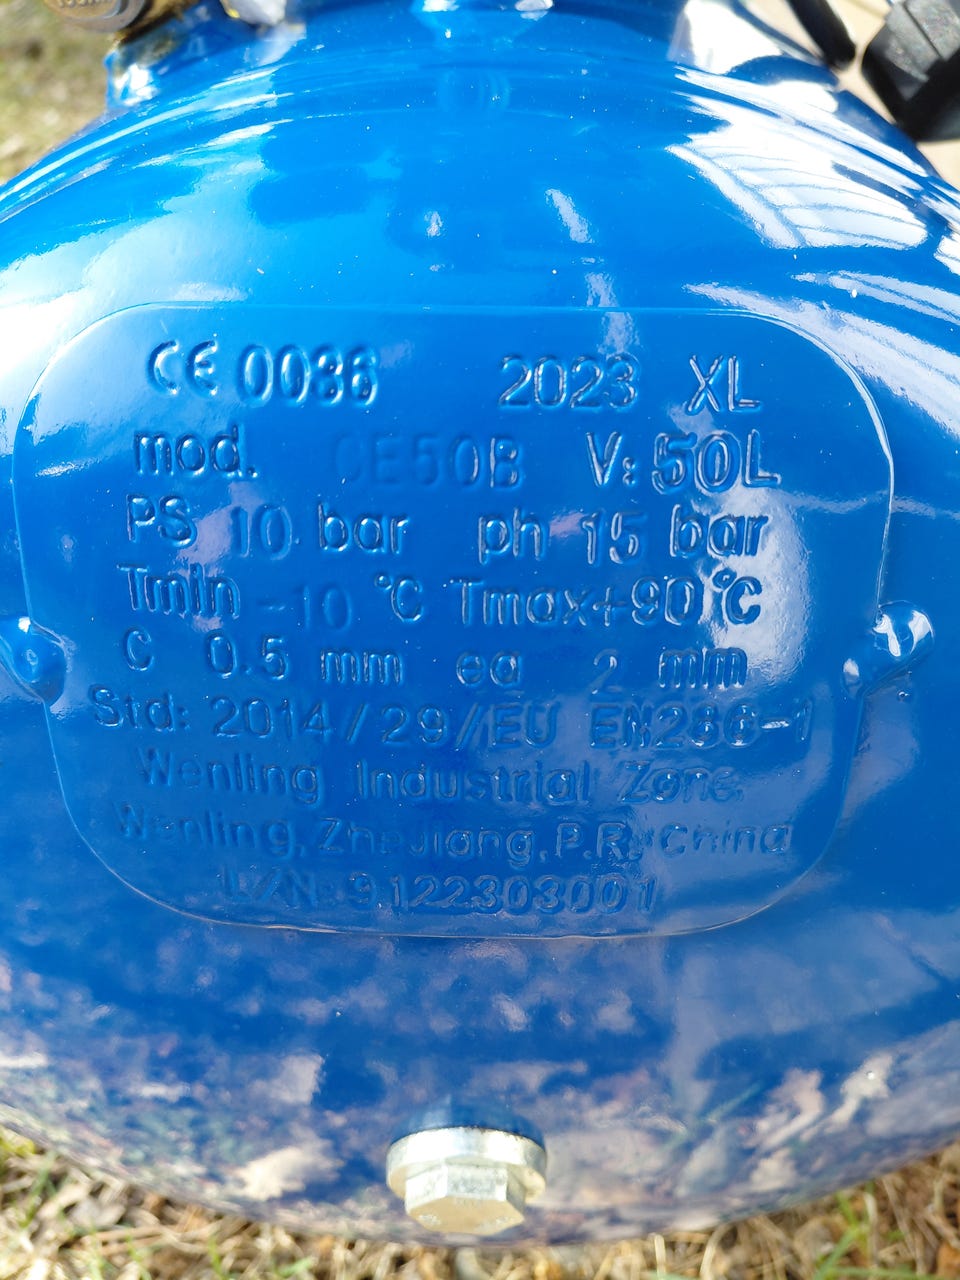 CE 0036 2023 XL
mod. CE50B V: 50L
PS 10 bar ph 15 bar
Tmin -10 °C Tmax+90°C
C 0.5 mm ea 2 mm
Std: 2014/29/EU EN286-1
Wenling Industrial Zone,
Wenling, Zhejiang, P.R. China
L/N: 9122303001